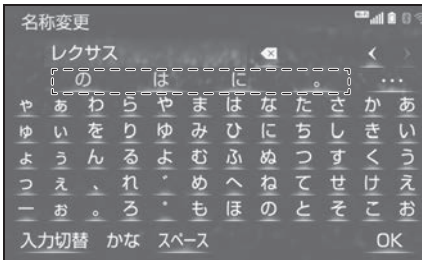 名称変更
レクサス
の は に 。 ...
ゃ ぁ わ ら や ま は な た さ か あ
ゅ ぃ を り ゆ み ひ に ち し き い
ょ ぅ ん る よ む ふ ぬ つ す く う
っ ぇ 、 れ ゛ め へ ね て せ け え
ー ぉ 。 ろ ゜ も ほ の と そ こ お
入力切替 かな スペース OK